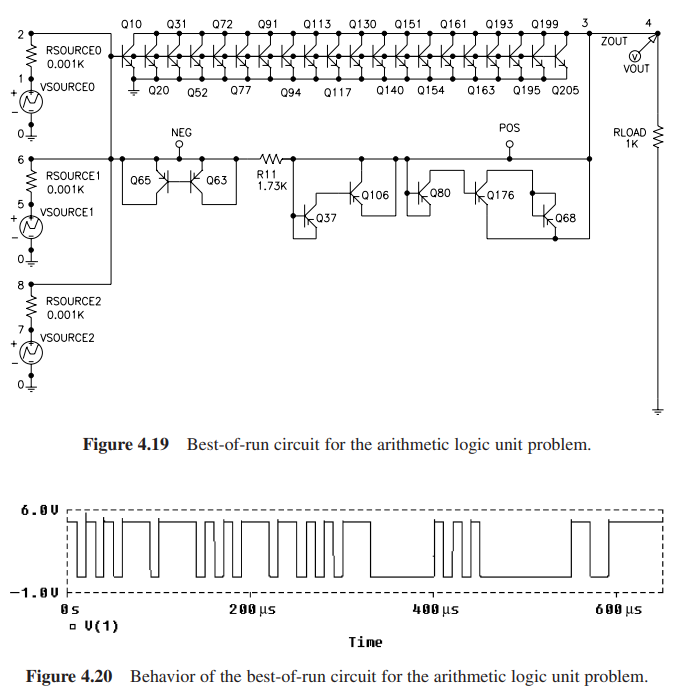 Q10 Q31 Q72 Q91 Q113 Q130 Q151 Q161 Q193 Q199 3 4
2
RSOURCE0
0.001K
ZOUT
V
VOUT
1
VSOURCE0
+
−
Q20 Q52 Q77 Q94 Q117 Q140 Q154 Q163 Q195 Q205
0
NEG
POS
RLOAD
1K
6
RSOURCE1
0.001K
R11
1.73K
Q65 Q63 Q37 Q106 Q80 Q176 Q68
5
VSOURCE1
+
−
0
8
RSOURCE2
0.001K
7
VSOURCE2
+
−
0
Figure 4.19 Best-of-run circuit for the arithmetic logic unit problem.
6.0V
−1.0V
0s 200µs 400µs 600µs
V(1)
Time
Figure 4.20 Behavior of the best-of-run circuit for the arithmetic logic unit problem.